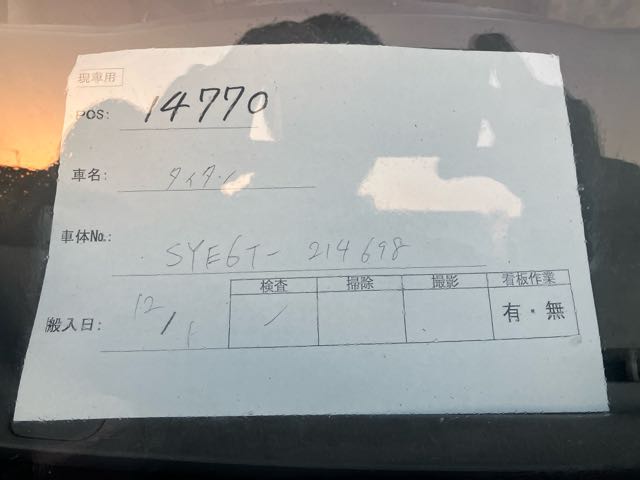 現車用
POS: 14770
車名: タイタン
車体No.: SYE6T-214698
検査 掃除 撮影 看板作業
搬入日: 12/1 有・無